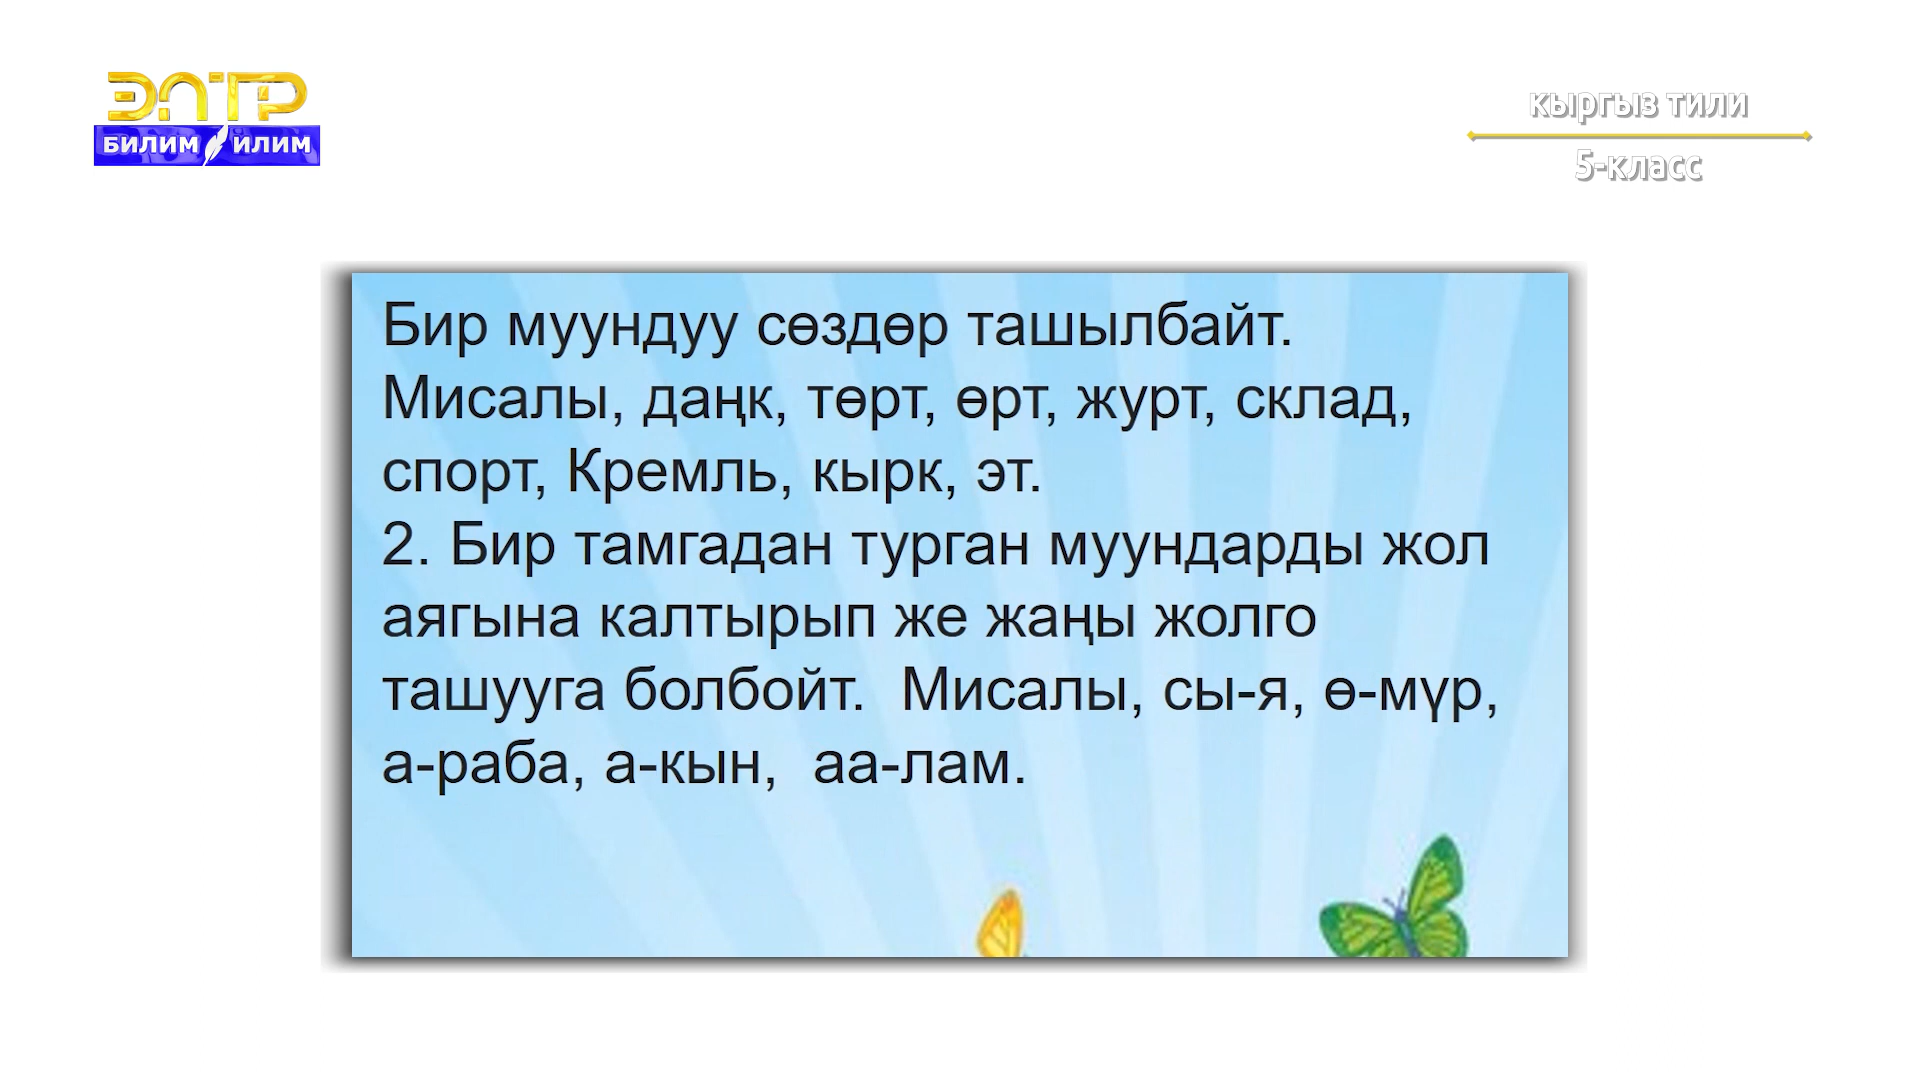 ЭЛТР
БИЛИМ ИЛИМ
кыргыз тили
5-класс
Бир муундуу сөздөр ташылбайт.
Мисалы, даңк, төрт, өрт, журт, склад,
спорт, Кремль, кырк, эт.
2. Бир тамгадан турган муундарды жол
аягына калтырып же жаңы жолго
ташууга болбойт.  Мисалы, сы-я, ө-мүр,
а-раба, а-кын,  аа-лам.